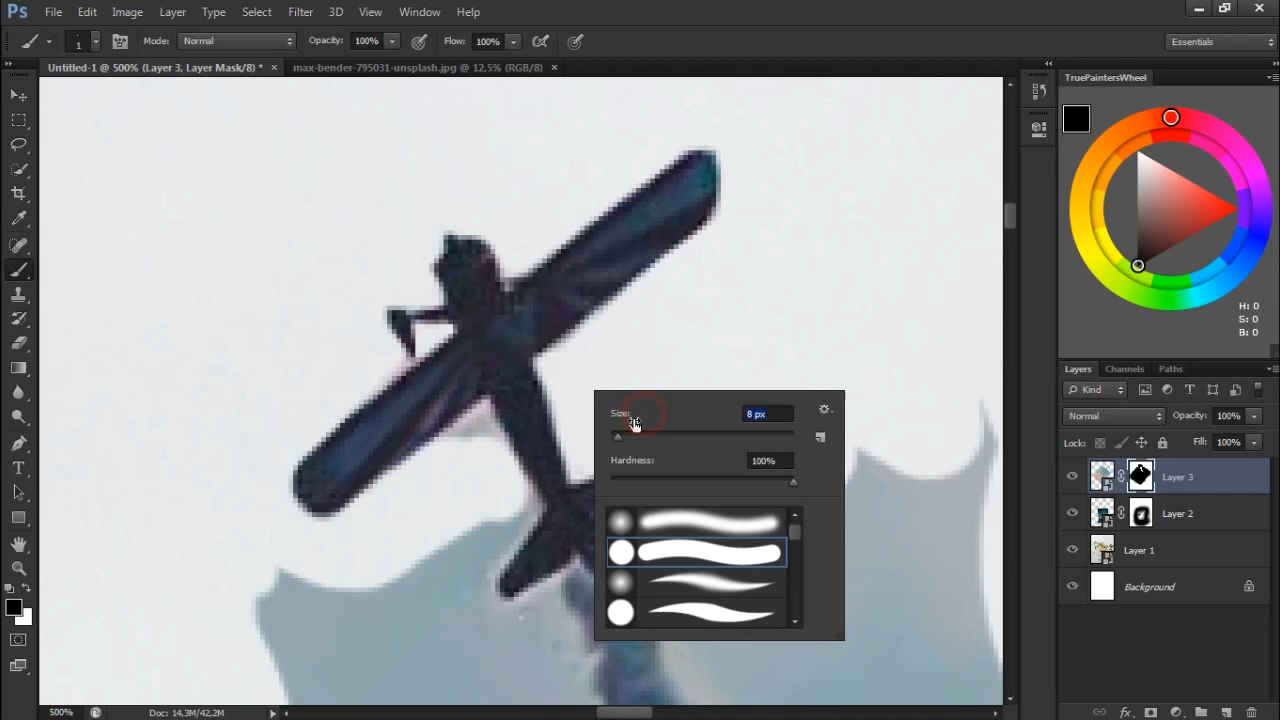 Ps File Edit Image Layer Type Select Filter 3D View Window Help
1 Mode: Normal Opacity: 100% Flow: 100% Essentials
Untitled-1 @ 500% (Layer 3, Layer Mask/8) * × max-bender-795031-unsplash.jpg @ 12,5% (RGB/8) ×
TruePaintersWheel
H: 0
S: 0
B: 0
Layers Channels Paths
Kind
Normal Opacity: 100%
Lock: Fill: 100%
Layer 3
Layer 2
Layer 1
Background
Size: 8 px
Hardness: 100%
500% Doc: 14,3M/42,2M